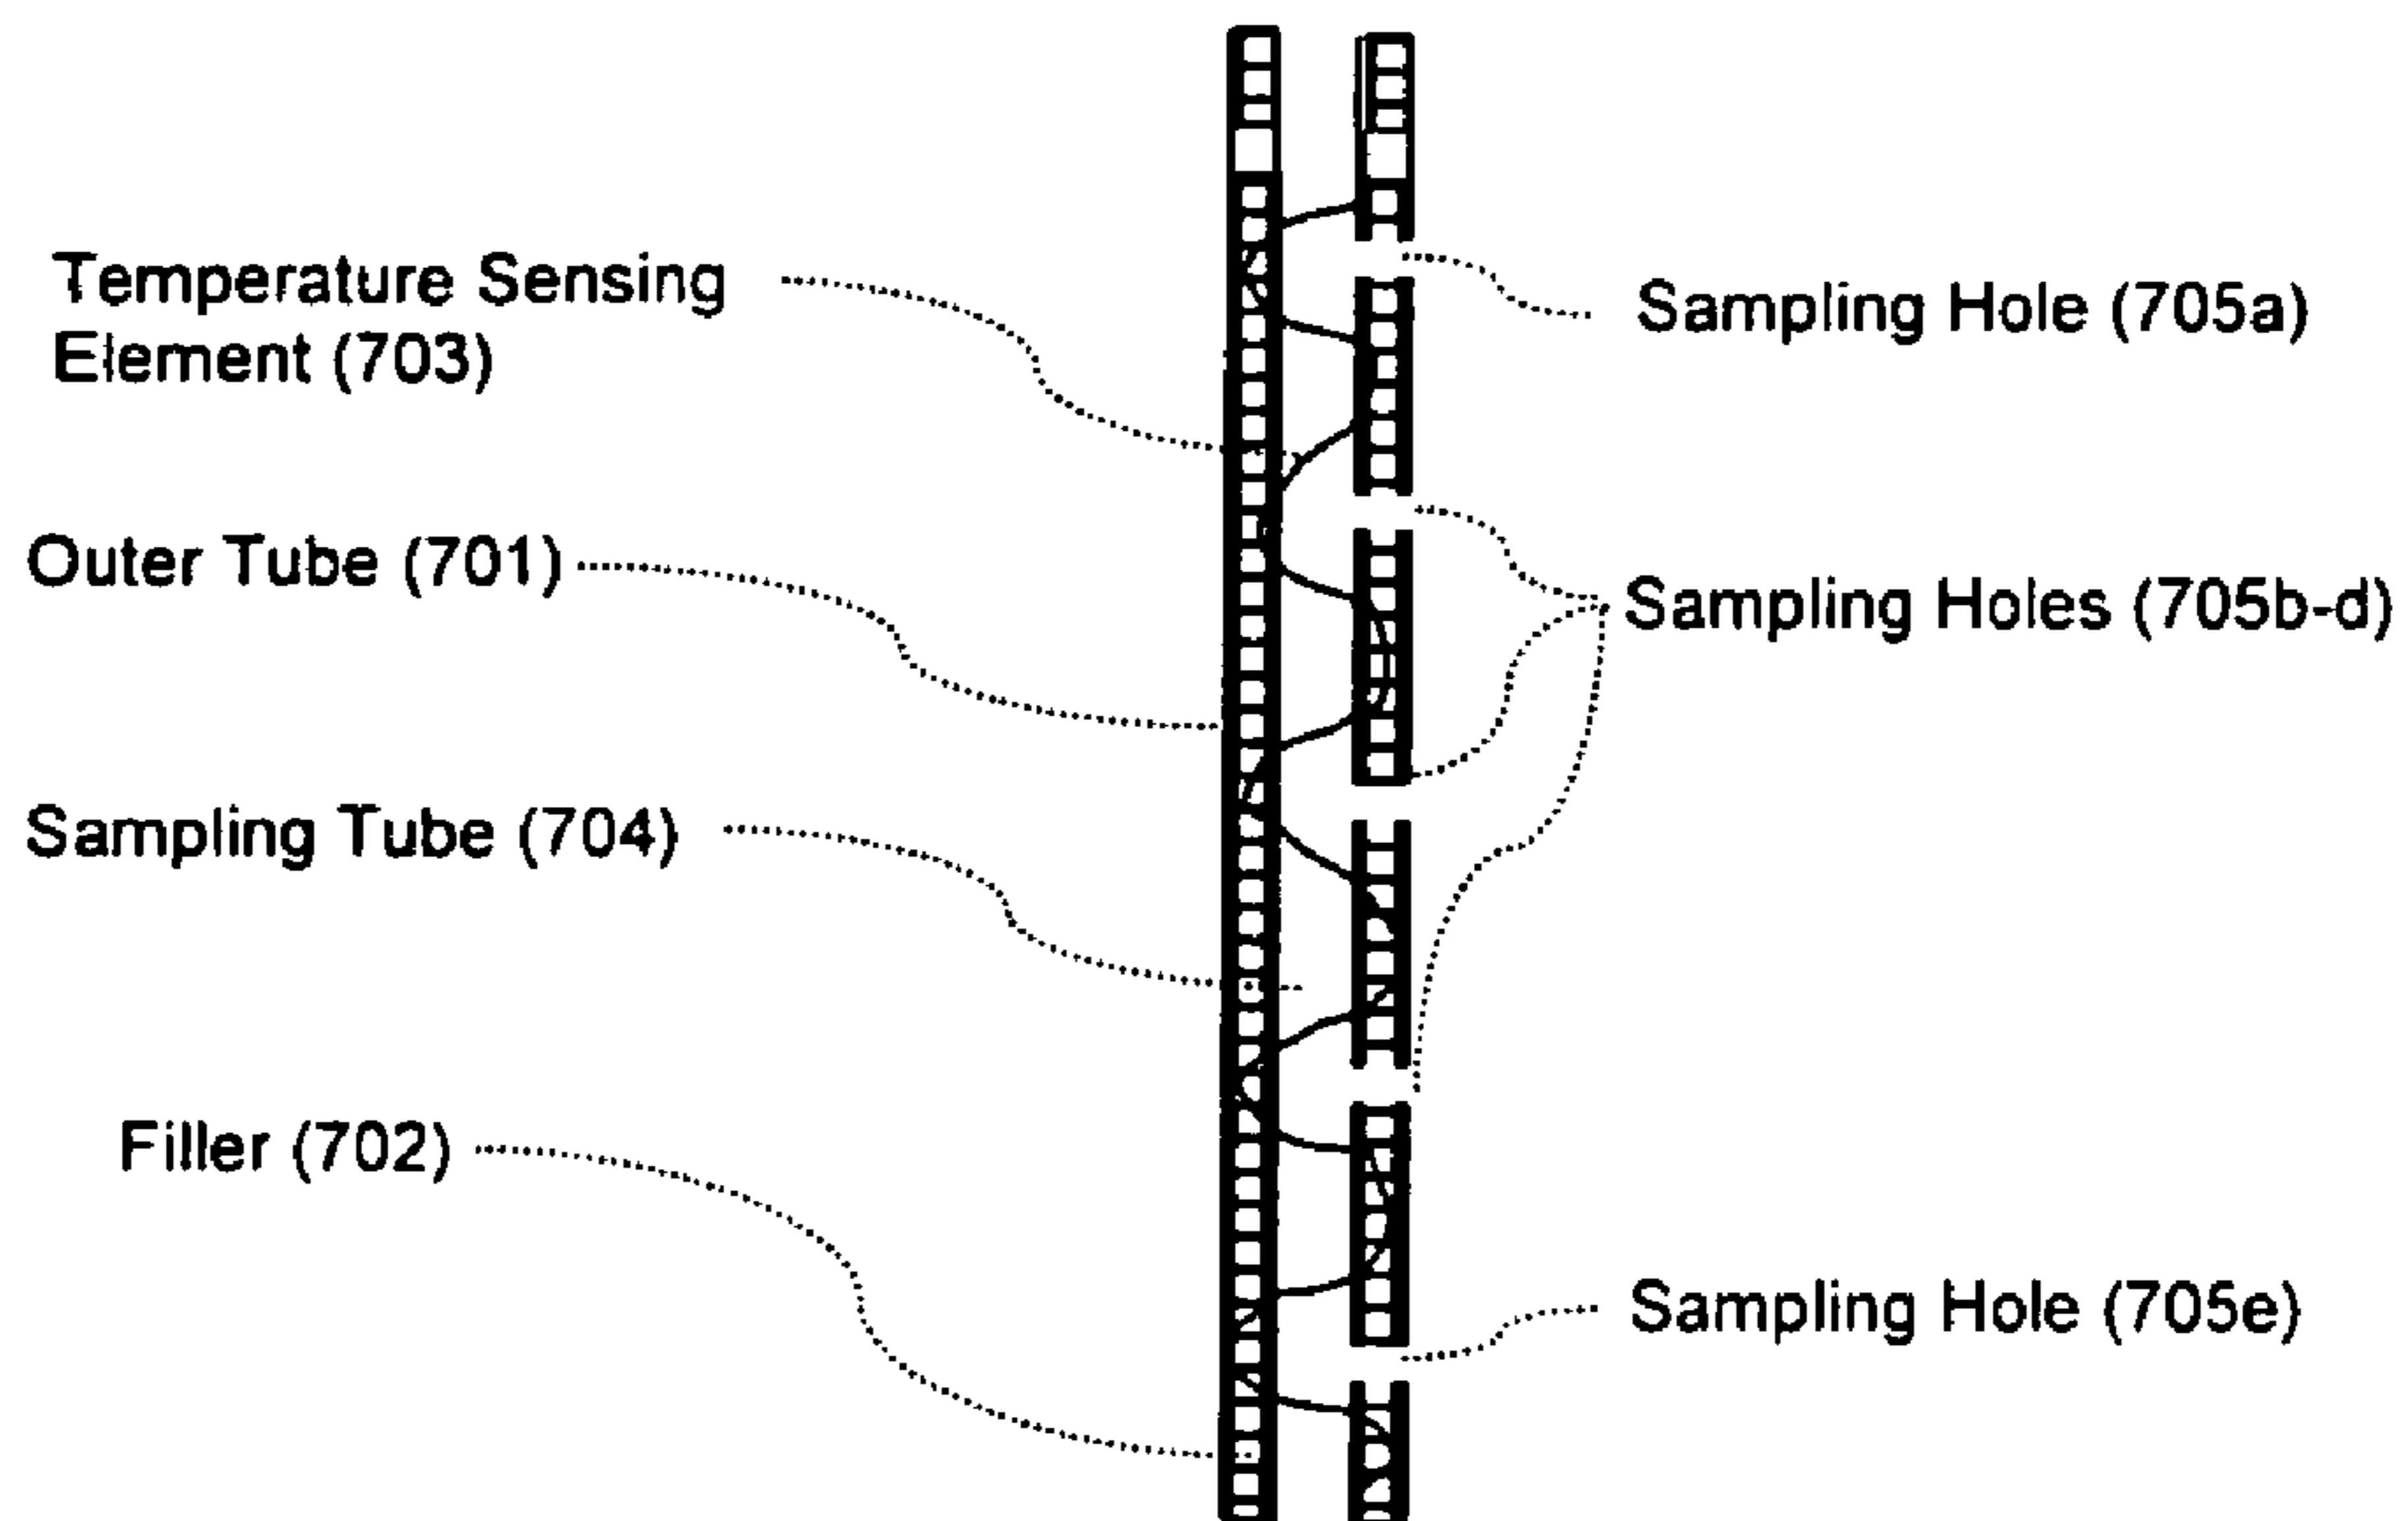 Temperature Sensing
Element (703)
Sampling Hole (705a)
Outer Tube (701)
Sampling Holes (705b-d)
Sampling Tube (704)
Filler (702)
Sampling Hole (705e)